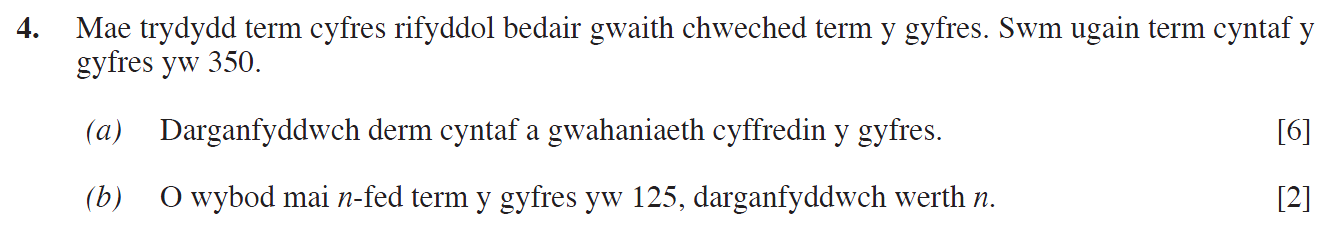 4. Mae trydydd term cyfres rifyddol bedair gwaith chweched term y gyfres. Swm ugain term cyntaf y
gyfres yw 350.
(a) Darganfyddwch derm cyntaf a gwahaniaeth cyffredin y gyfres. [6]
(b) O wybod mai n-fed term y gyfres yw 125, darganfyddwch werth n. [2]